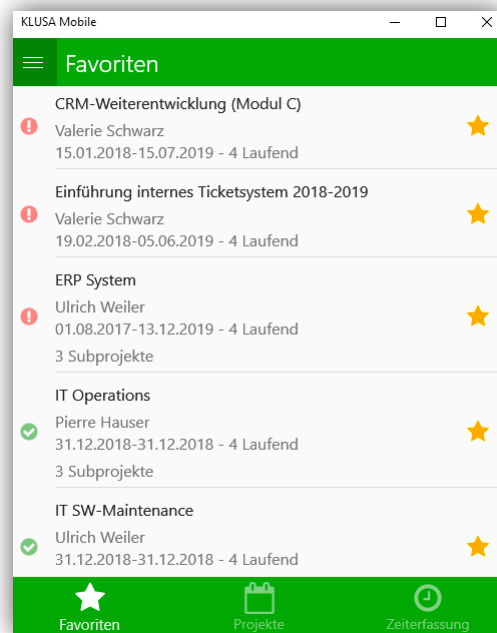 KLUSA Mobile
Favoriten
CRM-Weiterentwicklung (Modul C)
Valerie Schwarz
15.01.2018-15.07.2019 - 4 Laufend
Einführung internes Ticketsystem 2018-2019
Valerie Schwarz
19.02.2018-05.06.2019 - 4 Laufend
ERP System
Ulrich Weiler
01.08.2017-13.12.2019 - 4 Laufend
3 Subprojekte
IT Operations
Pierre Hauser
31.12.2018-31.12.2018 - 4 Laufend
3 Subprojekte
IT SW-Maintenance
Ulrich Weiler
31.12.2018-31.12.2018 - 4 Laufend
Favoriten Projekte Zeiterfassung